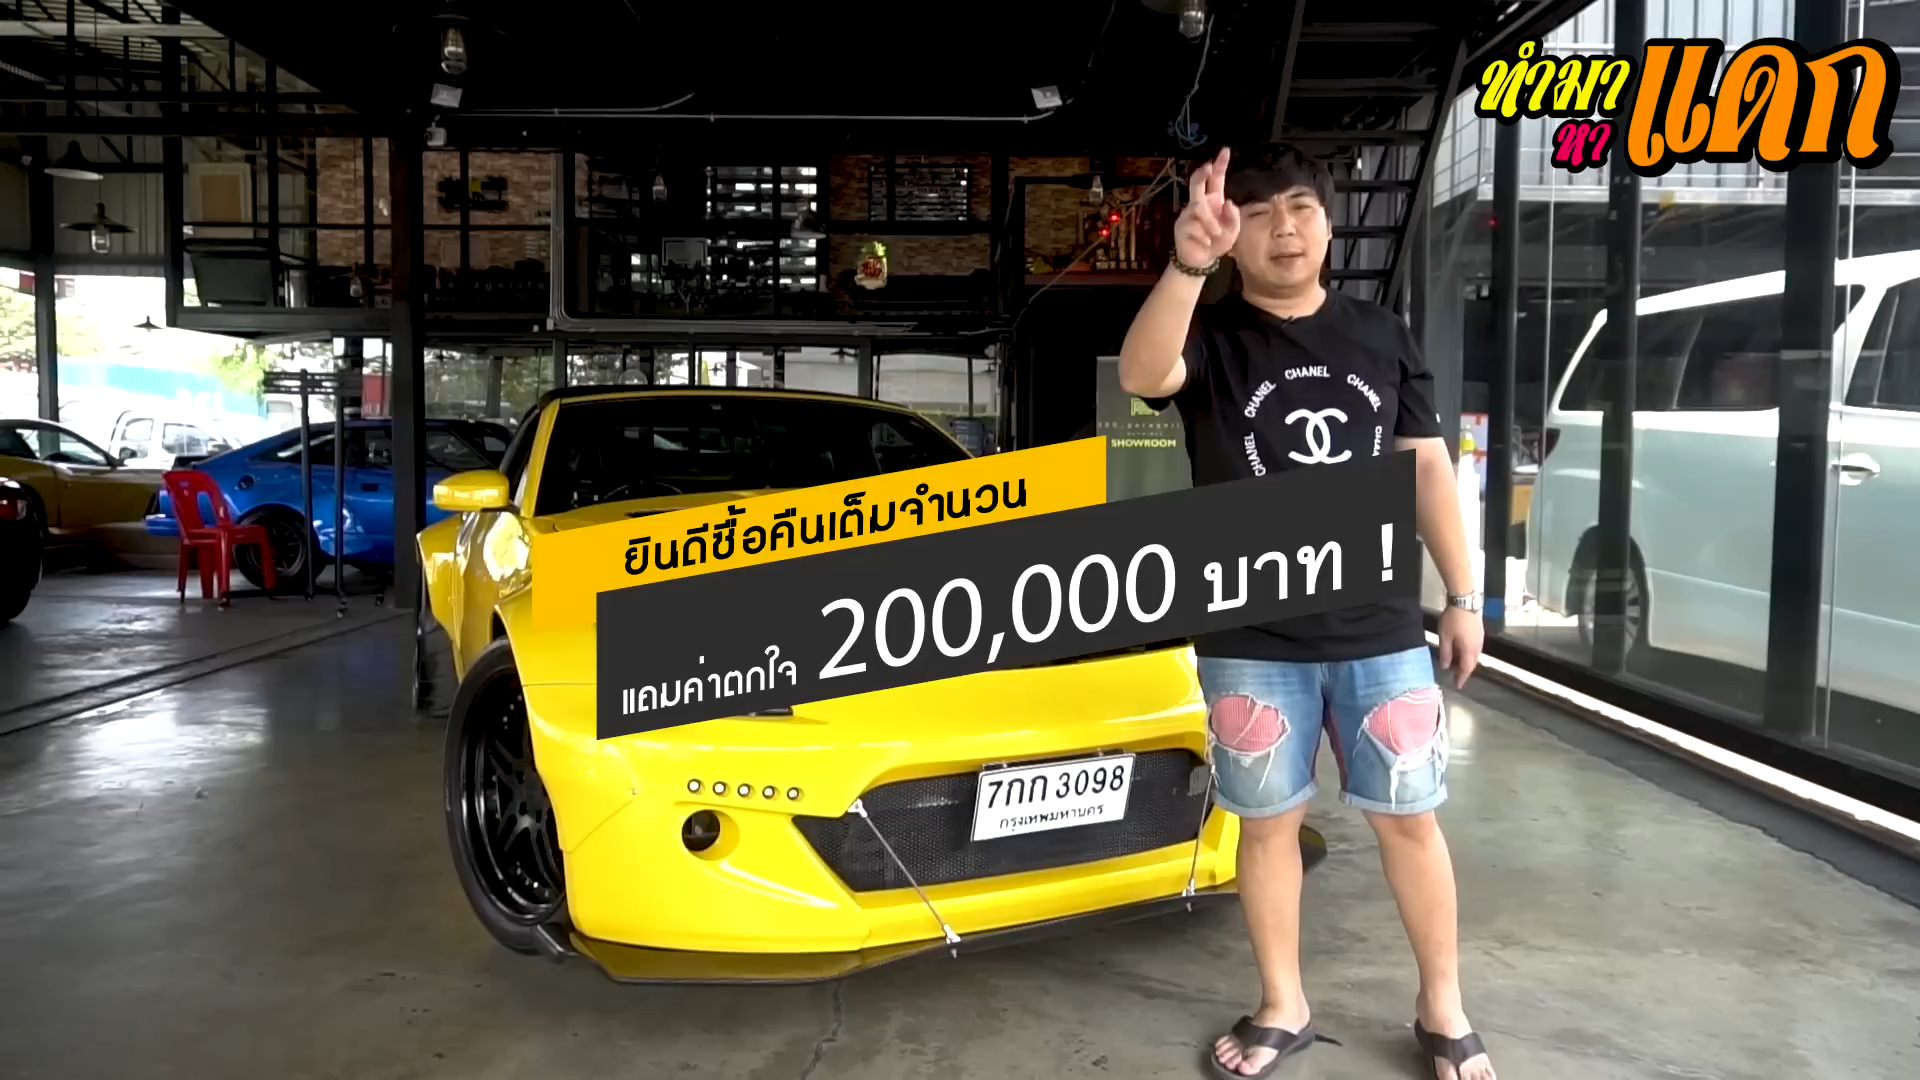 ทำมา
หา
แดก
CHANEL
CHANEL
CHANEL
CHANEL
CHANEL
SHOWROOM
ยินดีซื้อคืนเต็มจำนวน
แถมค่าตกใจ 200,000 บาท !
7กก 3098
กรุงเทพมหานคร